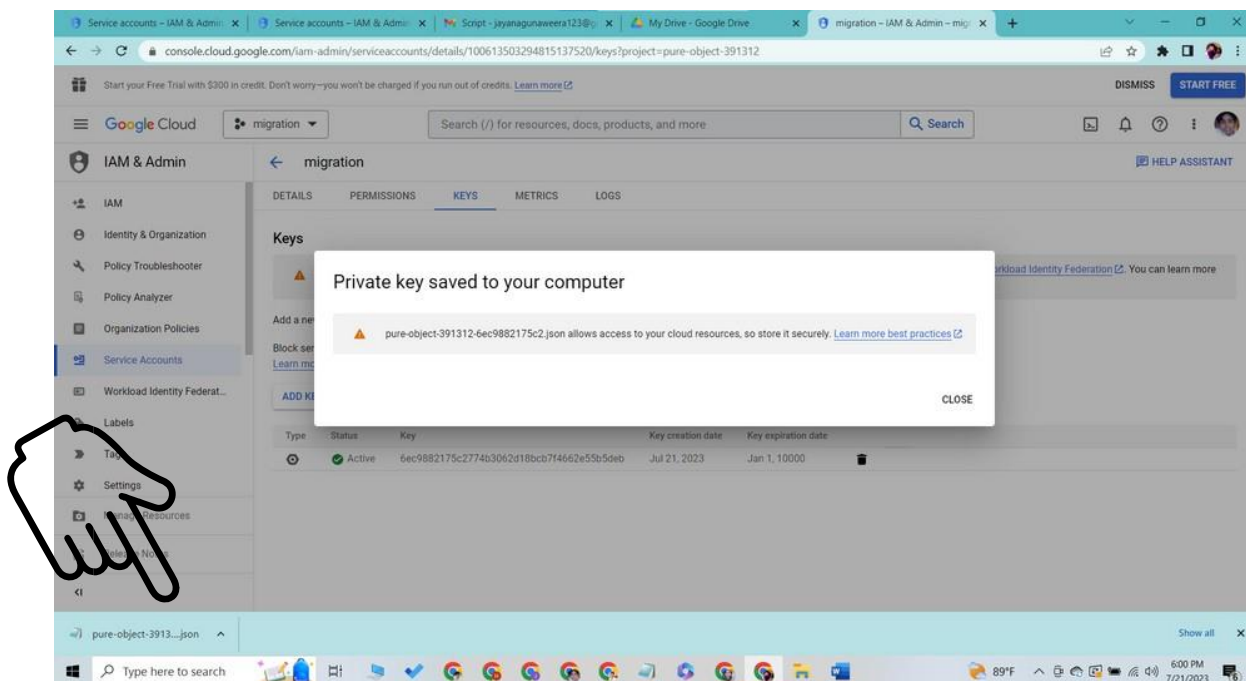 Service accounts – IAM & Admin
Service accounts – IAM & Admin
Script - jayanagunaweera123@g
My Drive - Google Drive
migration – IAM & Admin – migr
console.cloud.google.com/iam-admin/serviceaccounts/details/100613503294815137520/keys?project=pure-object-391312
Start your Free Trial with $300 in credit. Don't worry—you won't be charged if you run out of credits. Learn more
DISMISS
START FREE
Google Cloud
migration
Search (/) for resources, docs, products, and more
Search
IAM & Admin
migration
HELP ASSISTANT
DETAILS PERMISSIONS KEYS METRICS LOGS
IAM
Identity & Organization
Policy Troubleshooter
Policy Analyzer
Organization Policies
Service Accounts
Workload Identity Federat...
Labels
Settings
Manage Resources
Keys
Workload Identity Federation. You can learn more
Private key saved to your computer
pure-object-391312-6ec9882175c2.json allows access to your cloud resources, so store it securely. Learn more best practices
CLOSE
Add a
Block
Learn
ADD
Type Status Key Key creation date Key expiration date
Active 6ec9882175c2774b3062d18bcb7f4662e55b5deb Jul 21, 2023 Jan 1, 10000
pure-object-3913....json
Show all
Type here to search
89°F
6:00 PM
7/21/2023